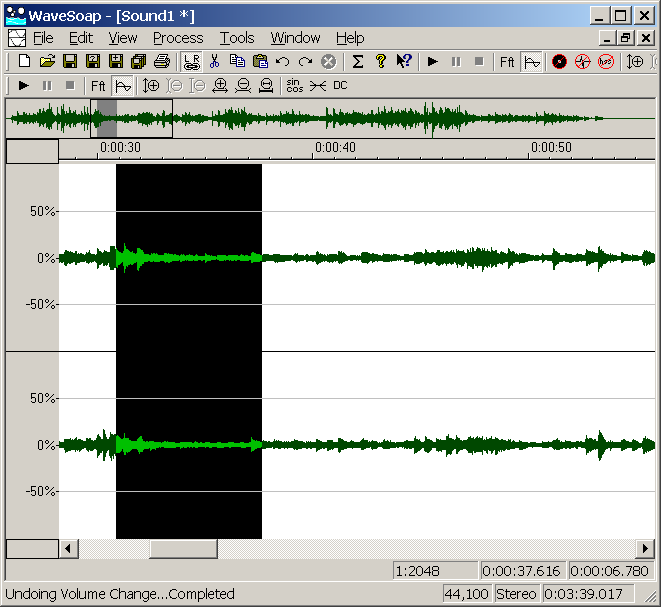 WaveSoap - [Sound1 *]
File Edit View Process Tools Window Help
L R Σ ? ? Fft hss
Fft sin cos DC
0:00:30 0:00:40 0:00:50
50%
0%
-50%
50%
0%
-50%
1:2048 0:00:37.616 0:00:06.780
Undoing Volume Change...Completed 44,100 Stereo 0:03:39.017